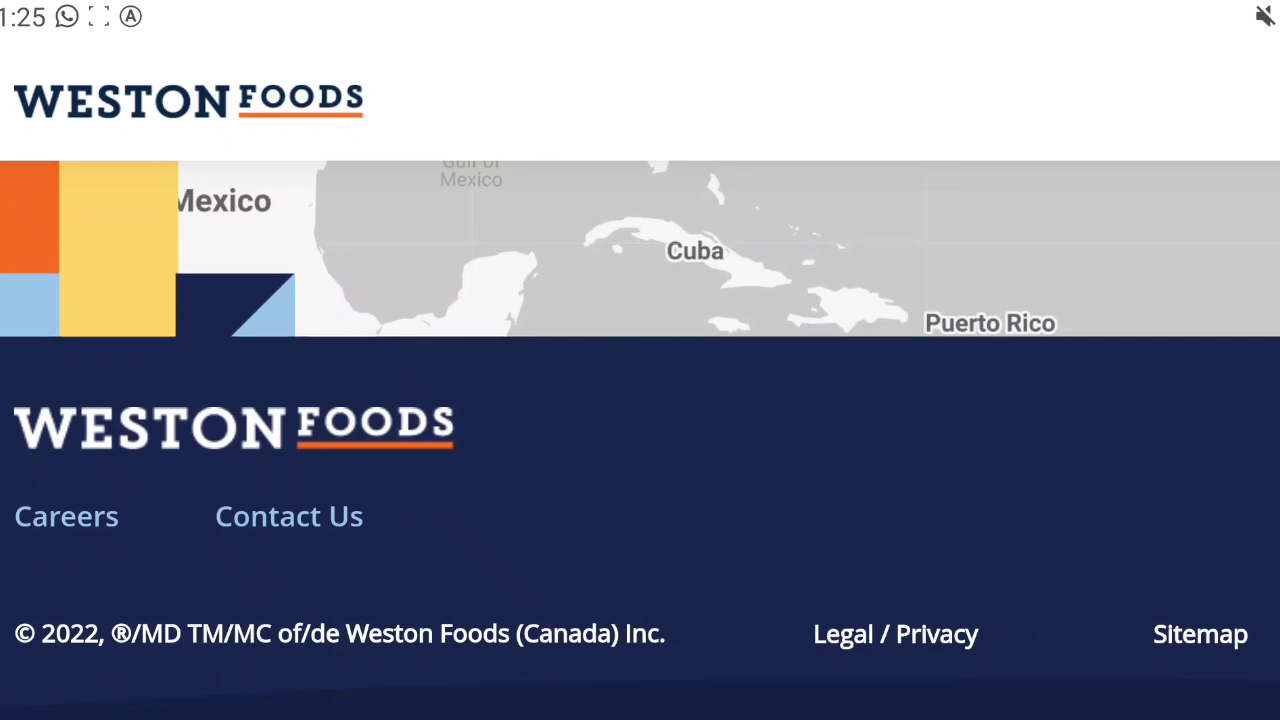 1:25
WESTON FOODS
Gulf of
Mexico
Mexico
Cuba
Puerto Rico
WESTON FOODS
Careers Contact Us
© 2022, ®/MD TM/MC of/de Weston Foods (Canada) Inc. Legal / Privacy Sitemap